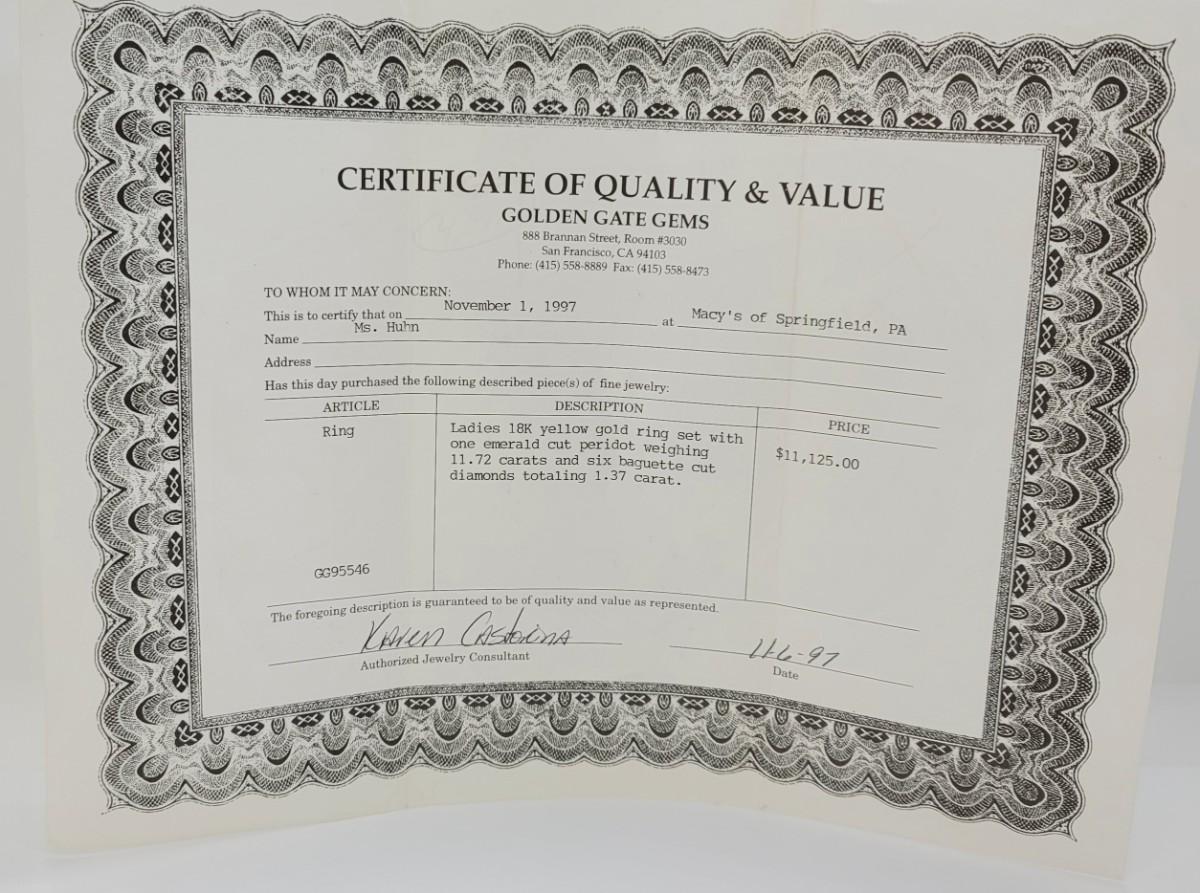 CERTIFICATE OF QUALITY & VALUE
GOLDEN GATE GEMS
888 Brannan Street, Room #3030
San Francisco, CA 94103
Phone: (415) 558-8889 Fax: (415) 558-8473
TO WHOM IT MAY CONCERN:
This is to certify that on November 1, 1997 at Macy's of Springfield, PA
Name Ms. Huhn
Address
Has this day purchased the following described piece(s) of fine jewelry:
ARTICLE DESCRIPTION PRICE
Ring Ladies 18K yellow gold ring set with
one emerald cut peridot weighing
11.72 carats and six baguette cut $11,125.00
diamonds totaling 1.37 carat.
GG95546
The foregoing description is guaranteed to be of quality and value as represented.
Karen Castorina 11-6-97
Authorized Jewelry Consultant Date